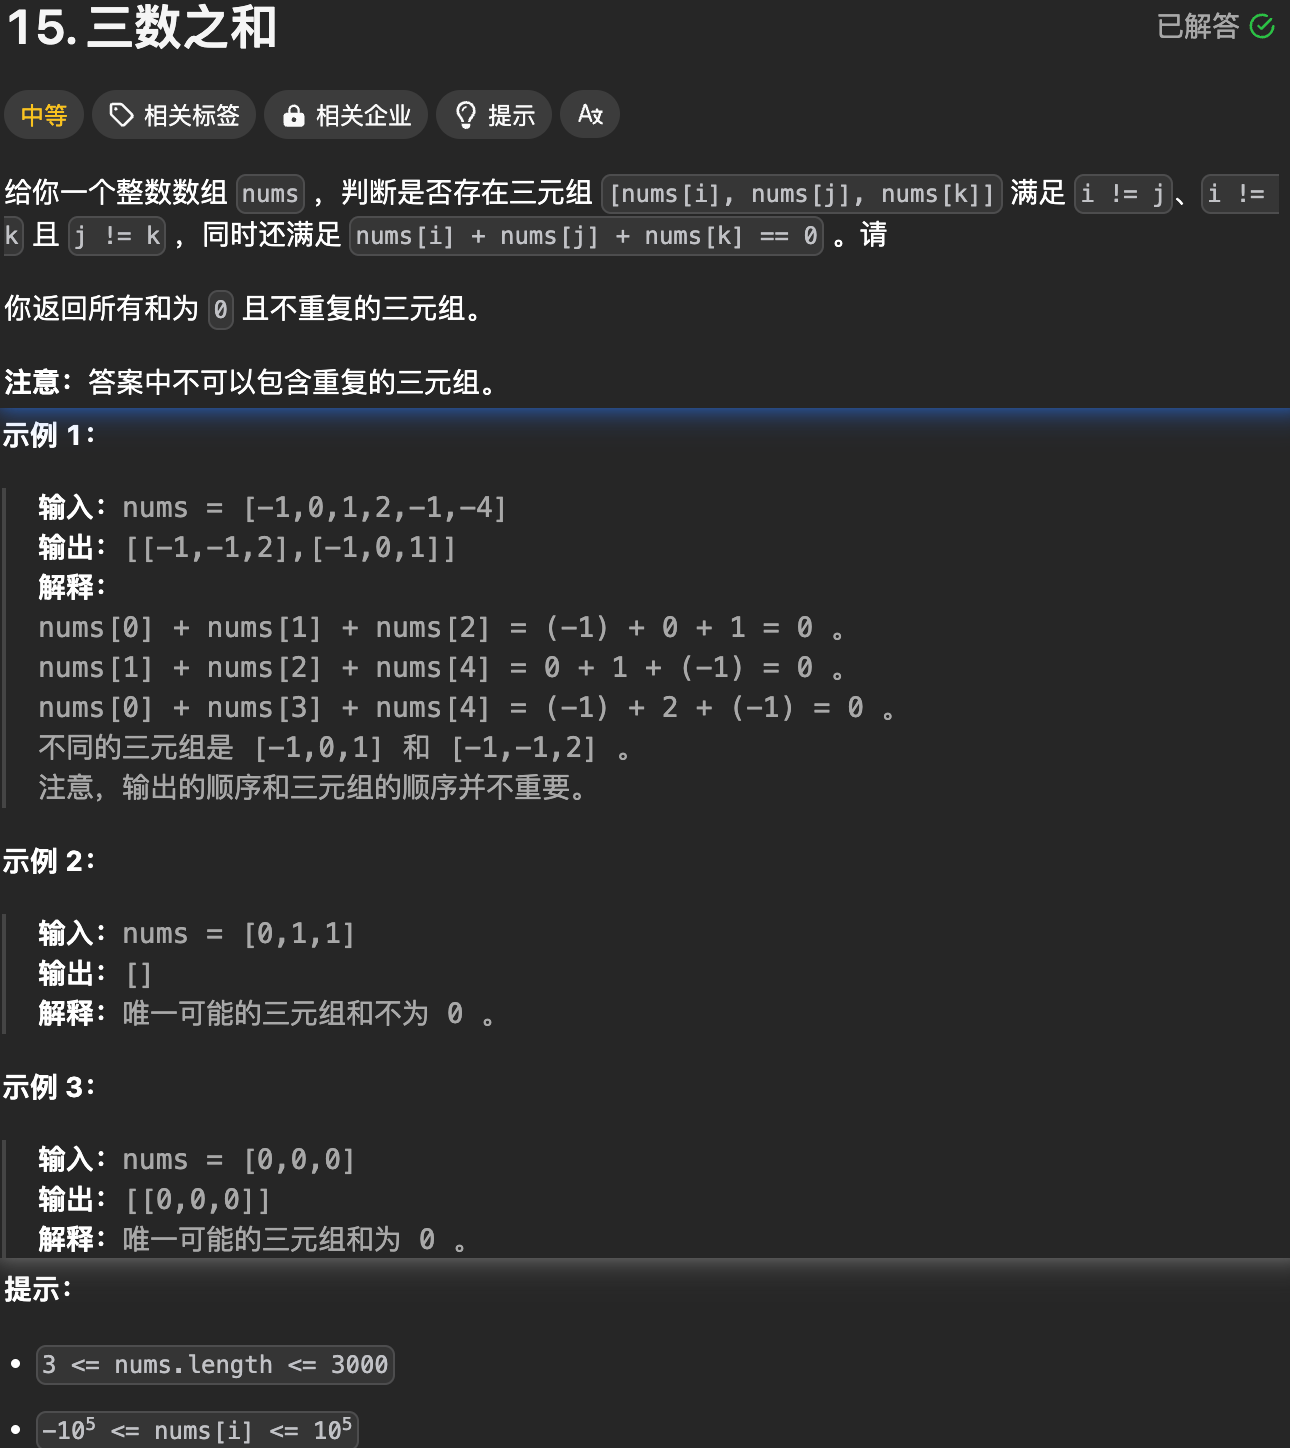 15. 三数之和
已解答
中等 相关标签 相关企业 提示
给你一个整数数组 nums ，判断是否存在三元组 [nums[i], nums[j], nums[k]] 满足 i != j、i !=
k 且 j != k ，同时还满足 nums[i] + nums[j] + nums[k] == 0 。请
你返回所有和为 0 且不重复的三元组。
注意：答案中不可以包含重复的三元组。
示例 1：
输入：nums = [-1,0,1,2,-1,-4]
输出：[[-1,-1,2],[-1,0,1]]
解释：
nums[0] + nums[1] + nums[2] = (-1) + 0 + 1 = 0 。
nums[1] + nums[2] + nums[4] = 0 + 1 + (-1) = 0 。
nums[0] + nums[3] + nums[4] = (-1) + 2 + (-1) = 0 。
不同的三元组是 [-1,0,1] 和 [-1,-1,2] 。
注意，输出的顺序和三元组的顺序并不重要。
示例 2：
输入：nums = [0,1,1]
输出：[]
解释：唯一可能的三元组和不为 0 。
示例 3：
输入：nums = [0,0,0]
输出：[[0,0,0]]
解释：唯一可能的三元组和为 0 。
提示：
• 3 <= nums.length <= 3000
• -10⁵ <= nums[i] <= 10⁵